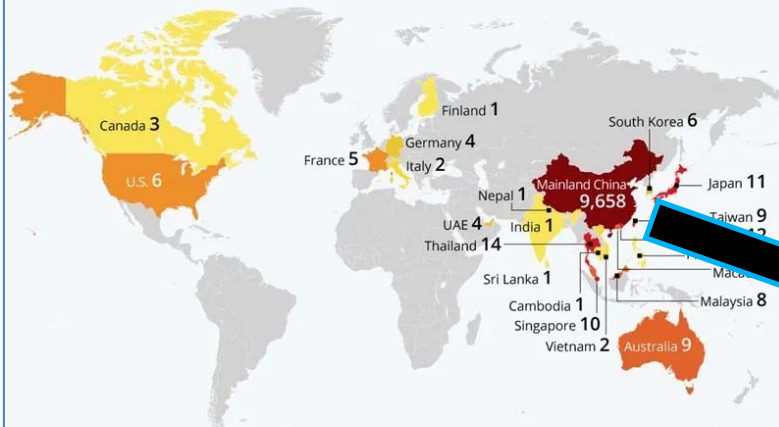 Canada 3
U.S. 6
Finland 1
Germany 4
France 5
Italy 2
South Korea 6
Mainland China
9,658
Japan 11
Nepal 1
India 1
UAE 4
Taiwan 9
Thailand 14
Sri Lanka 1
Cambodia 1
Malaysia 8
Singapore 10
Vietnam 2
Australia 9